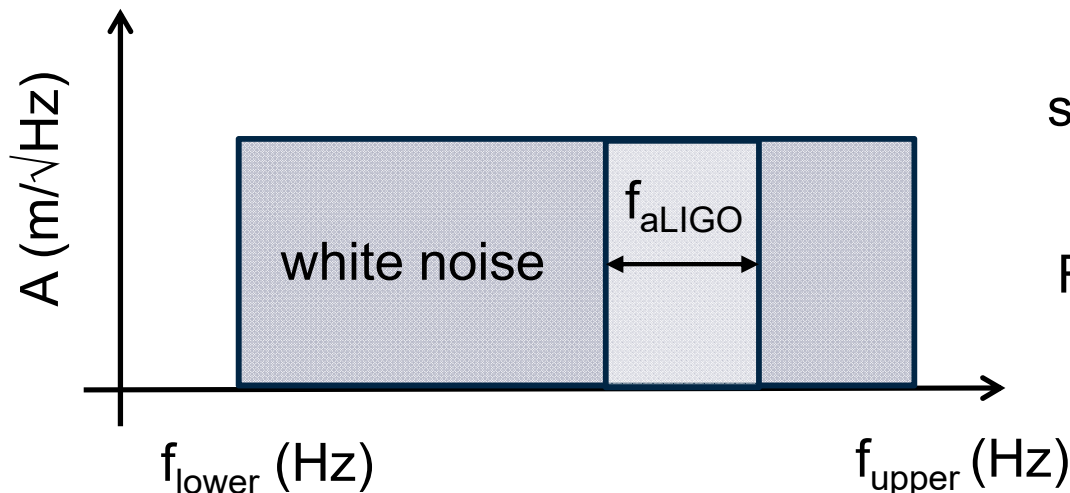 A (m/√Hz)
white noise
f_aLIGO
f_lower (Hz)
f_upper (Hz)
s
F